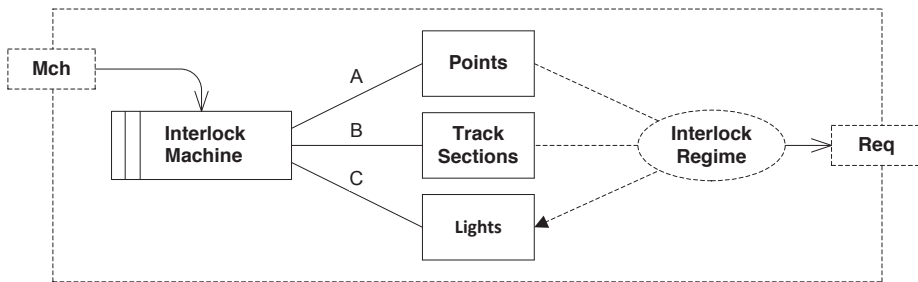 Mch
A
Points
Interlock
Machine
B
Track
Sections
Interlock
Regime
Req
C
Lights